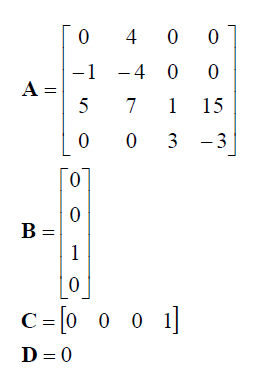 A = [0 4 0 0
-1 -4 0 0
5 7 1 15
0 0 3 -3]
B = [0
0
1
0]
C = [0 0 0 1]
D = 0